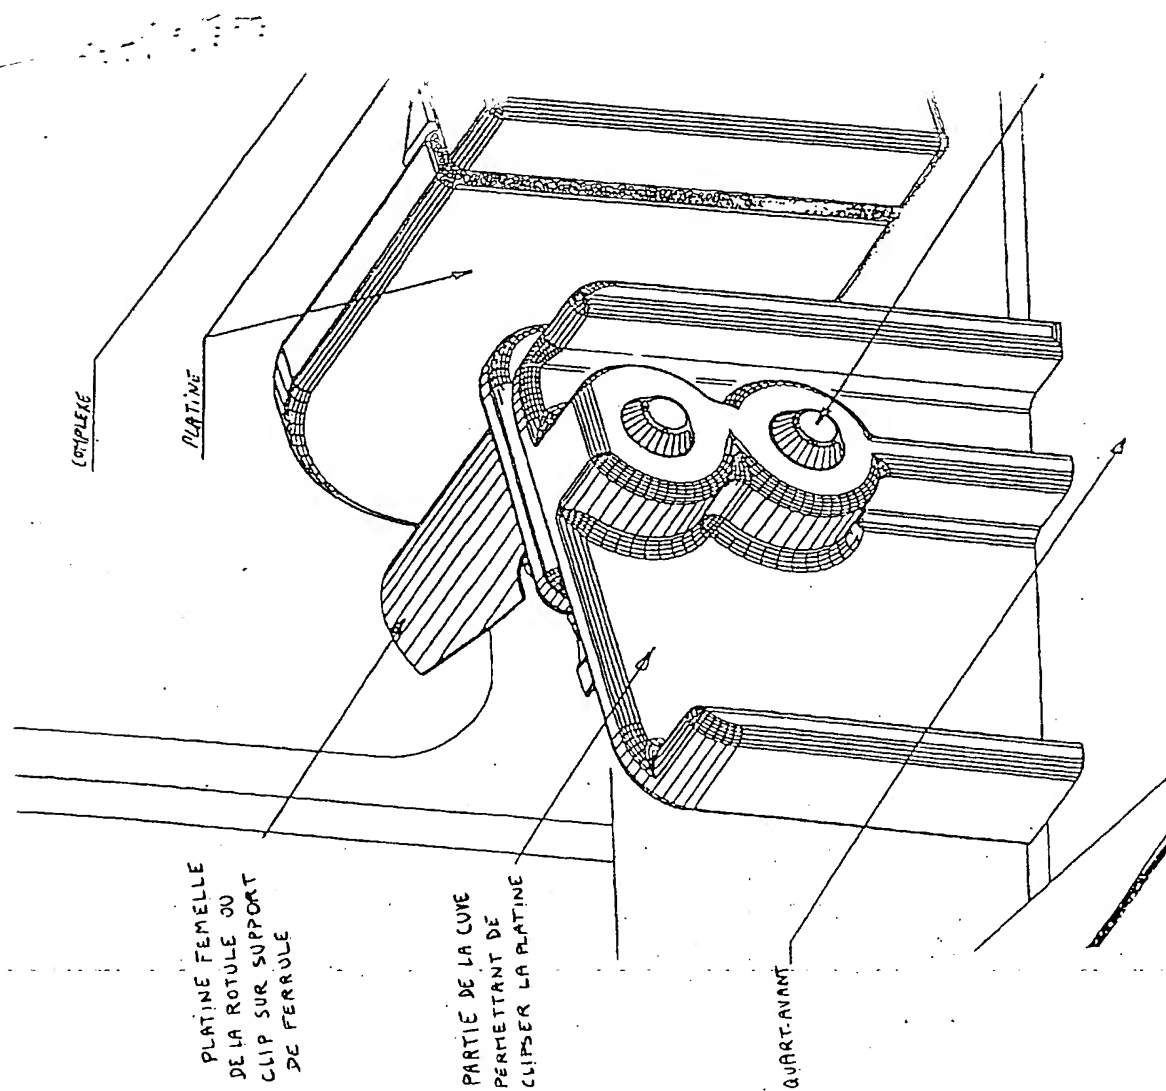 COMPLEXE
PLATINE
PLATINE FEMELLE
DE LA ROTULE OU
CLIP SUR SUPPORT
DE FERRULE
PARTIE DE LA CUVE
PERMETTANT DE
CLIPSER LA PLATINE
QUART.AVANT